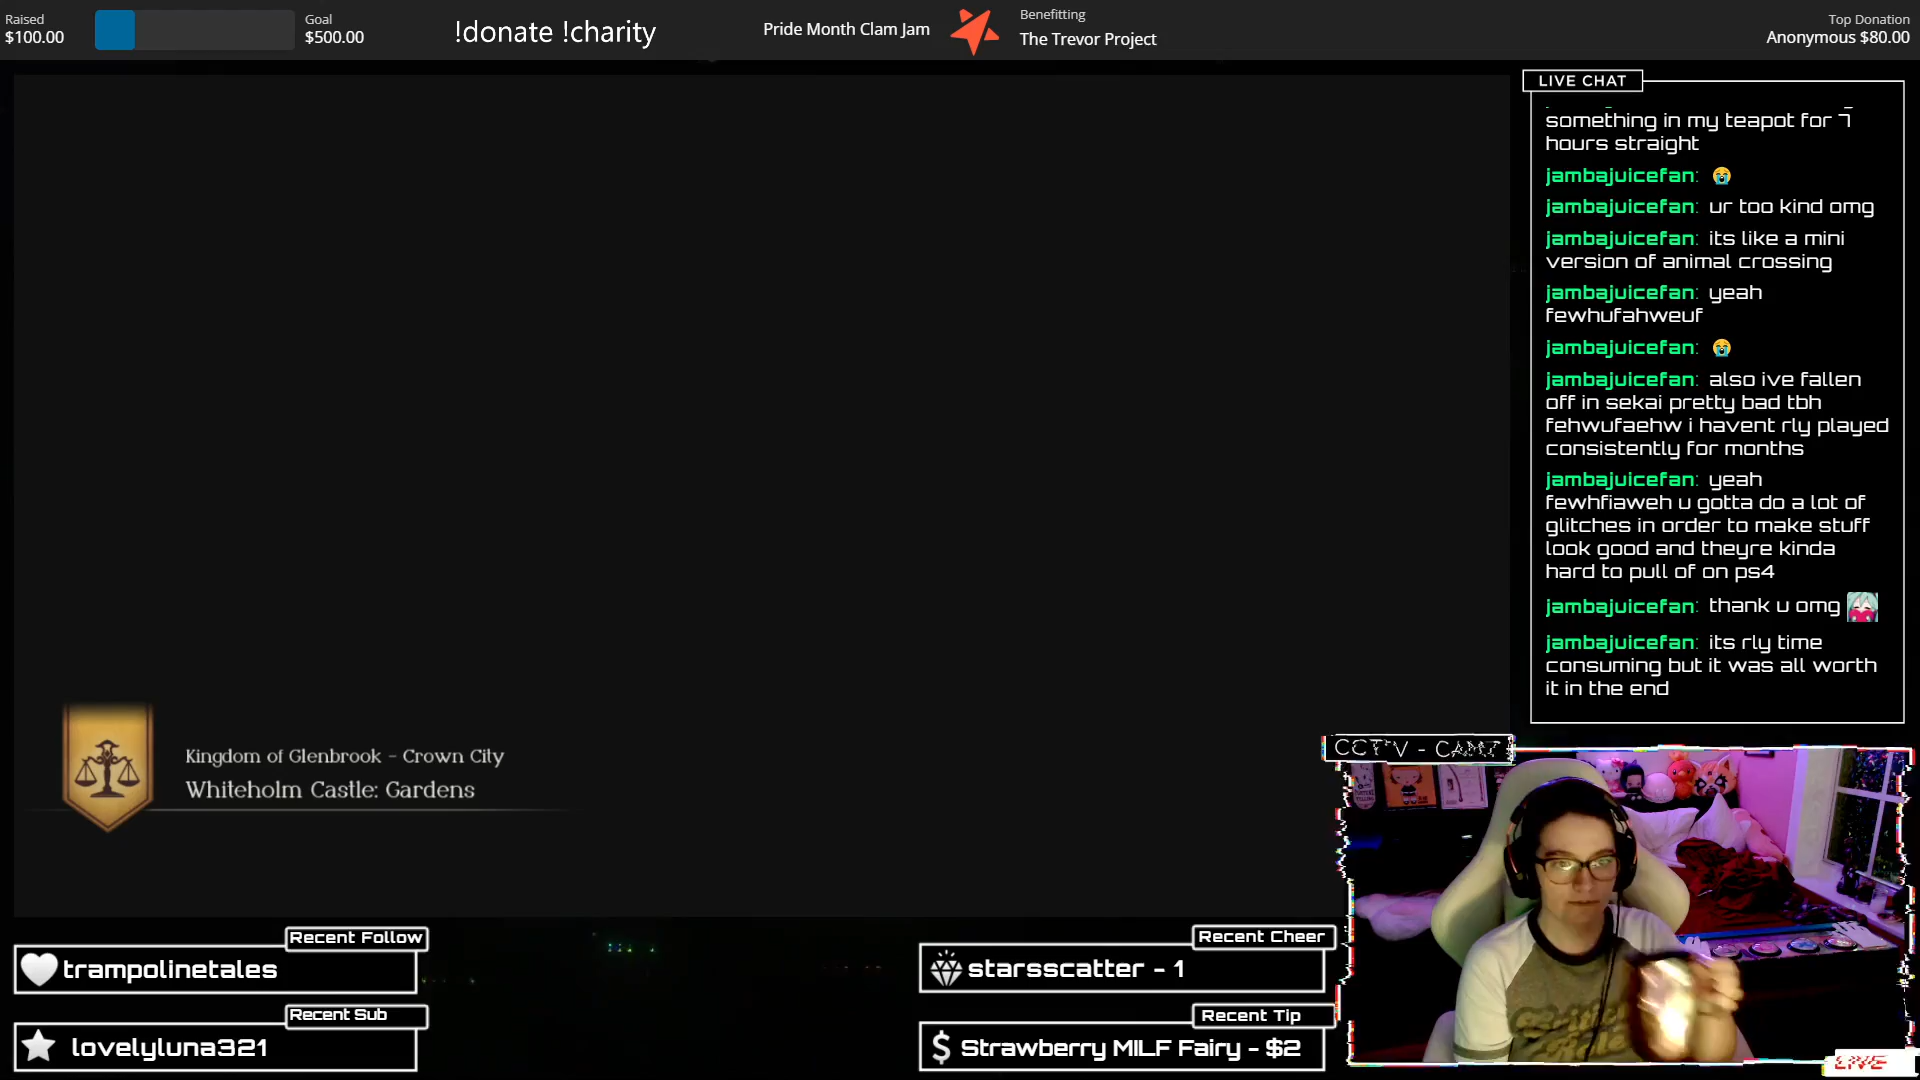 Raised
$100.00
Goal
$500.00
!donate !charity
Pride Month Clam Jam
Benefitting
The Trevor Project
Top Donation
Anonymous $80.00
LIVE CHAT
something in my teapot for 7
hours straight
jambajuicefan: 😭
jambajuicefan: ur too kind omg
jambajuicefan: its like a mini
version of animal crossing
jambajuicefan: yeah
fewhufahweuf
jambajuicefan: 😭
jambajuicefan: also ive fallen
off in sekai pretty bad tbh
fehwufaehw i havent rly played
consistently for months
jambajuicefan: yeah
fewhfiaweh u gotta do a lot of
glitches in order to make stuff
look good and theyre kinda
hard to pull of on ps4
jambajuicefan: thank u omg
jambajuicefan: its rly time
consuming but it was all worth
it in the end
Kingdom of Glenbrook - Crown City
Whiteholm Castle: Gardens
CCTV - CAM7
Recent Follow
trampolinetales
Recent Sub
lovelyluna321
Recent Cheer
starsscatter - 1
Recent Tip
Strawberry MILF Fairy - $2
LIVE